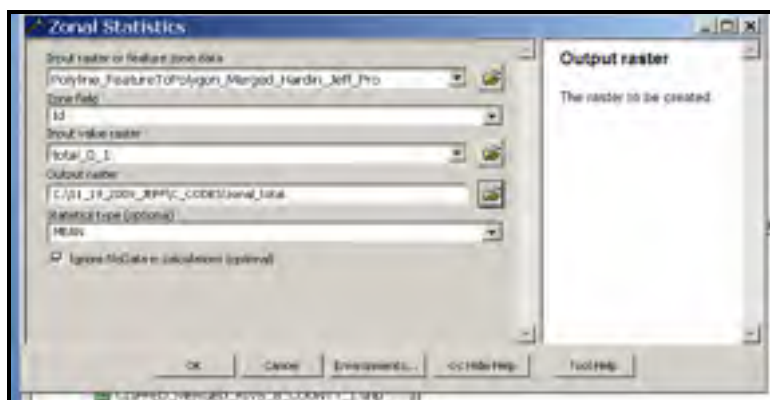 Zonal Statistics
Input raster or feature zone data
Polyline_FeatureToPolygon_Merged_Hardin_Jeff_Pro
Zone field
Id
Input value raster
total_0_1
Output raster
zonal_total
Statistics type (optional)
MEAN
Ignore NoData in calculations (optional)
OK
Cancel
Environments...
<< Hide Help
Tool Help
Output raster
The raster to be created.